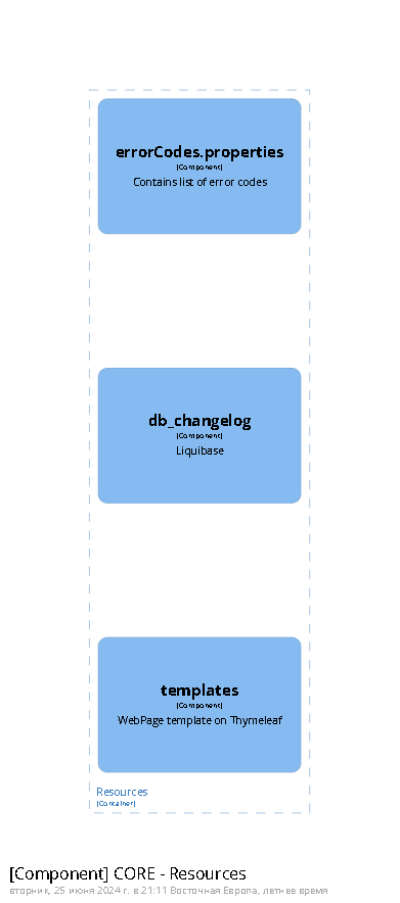 errorCodes.properties
[Component]
Contains list of error codes
db_changelog
[Component]
Liquibase
templates
[Component]
WebPage template on Thymeleaf
Resources
[Container]
[Component] CORE - Resources
вторник, 25 июня 2024 г. в 21:11 Восточная Европа, летнее время